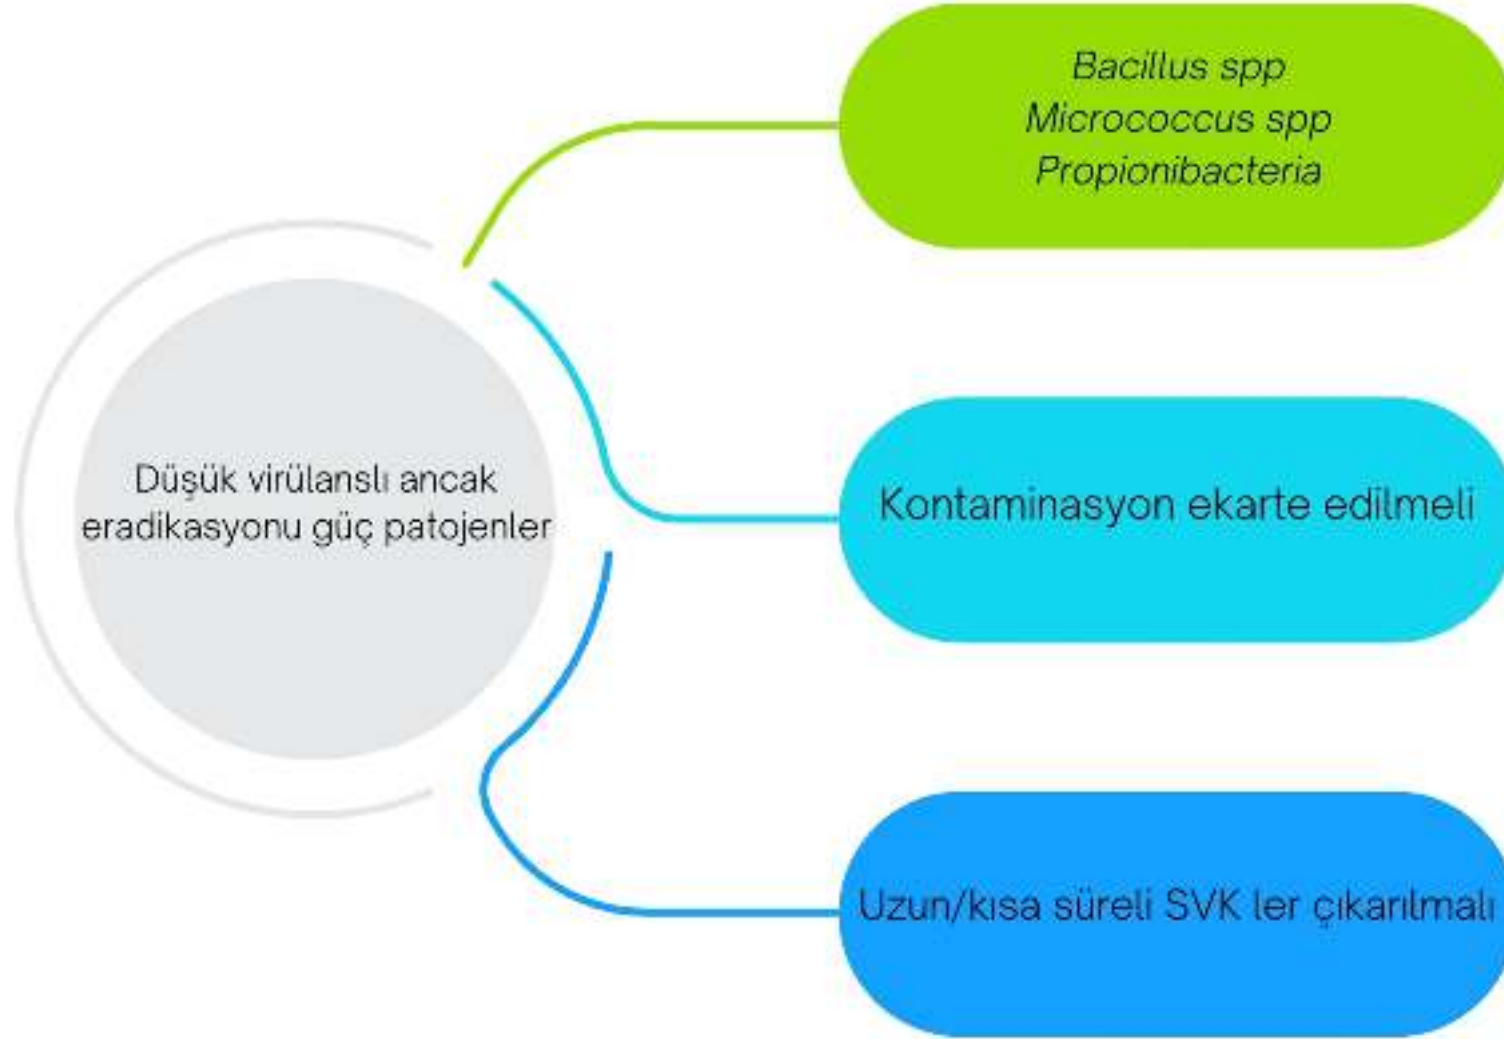 Düşük virülanslı ancak
eradikasyonu güç patojenler
Bacillus spp
Micrococcus spp
Propionibacteria
Kontaminasyon ekarte edilmeli
Uzun/kısa süreli SVK ler çıkarılmalı